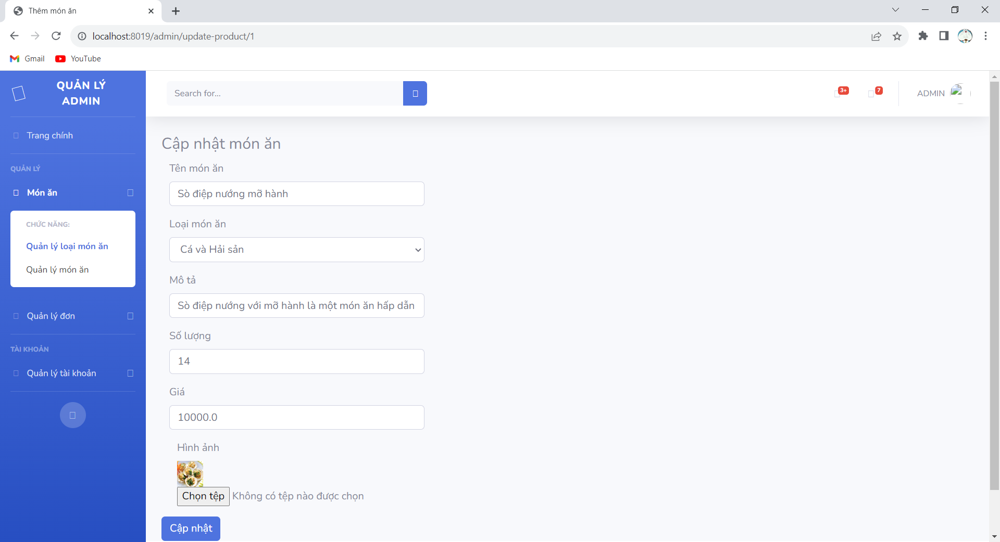 Thêm món ăn
localhost:8019/admin/update-product/1
Gmail
YouTube
QUẢN LÝ
ADMIN
Trang chính
QUẢN LÝ
Món ăn
CHỨC NĂNG:
Quản lý loại món ăn
Quản lý món ăn
Quản lý đơn
TÀI KHOẢN
Quản lý tài khoản
Search for...
3+
7
ADMIN
Cập nhật món ăn
Tên món ăn
Sò điệp nướng mỡ hành
Loại món ăn
Cá và Hải sản
Mô tả
Sò điệp nướng với mỡ hành là một món ăn hấp dẫn
Số lượng
14
Giá
10000.0
Hình ảnh
Chọn tệp Không có tệp nào được chọn
Cập nhật